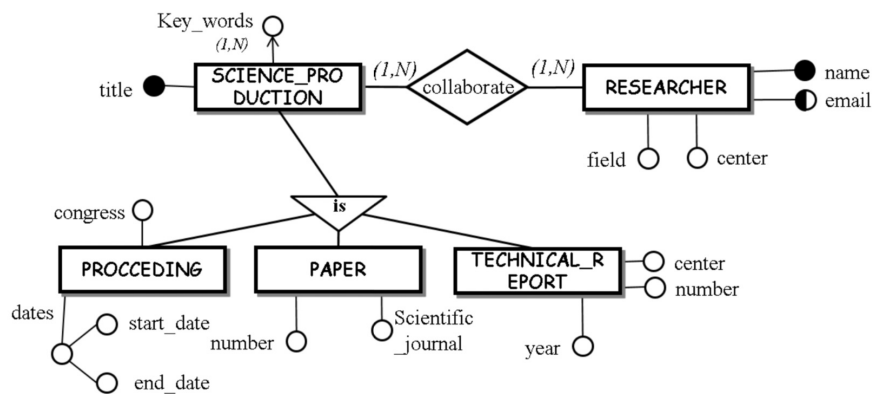 Key_words
(1,N)
title
SCIENCE_PRO
DUCTION
(1,N)
collaborate
(1,N)
RESEARCHER
name
email
field
center
is
congress
PROCCEDING
PAPER
TECHNICAL_R
EPORT
center
number
dates
start_date
end_date
number
Scientific
_journal
year